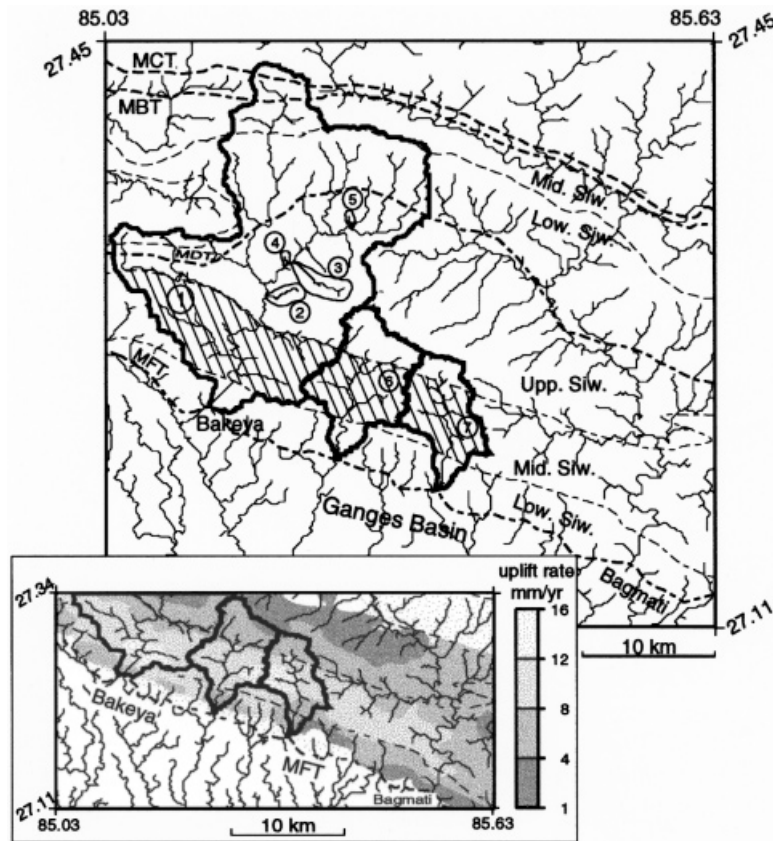 85.03
85.63
27.45
27.45
MCT
MBT
Mid. Siw.
Low. Siw.
5
4
MDT
3
1
2
MFT
Upp. Siw.
6
Bakeya
7
Mid. Siw.
Ganges Basin
Low. Siw.
Bagmati
27.11
10 km
uplift rate
mm/yr
27.34
16
12
8
4
1
Bakeya
MFT
Bagmati
27.11
85.03
10 km
85.63